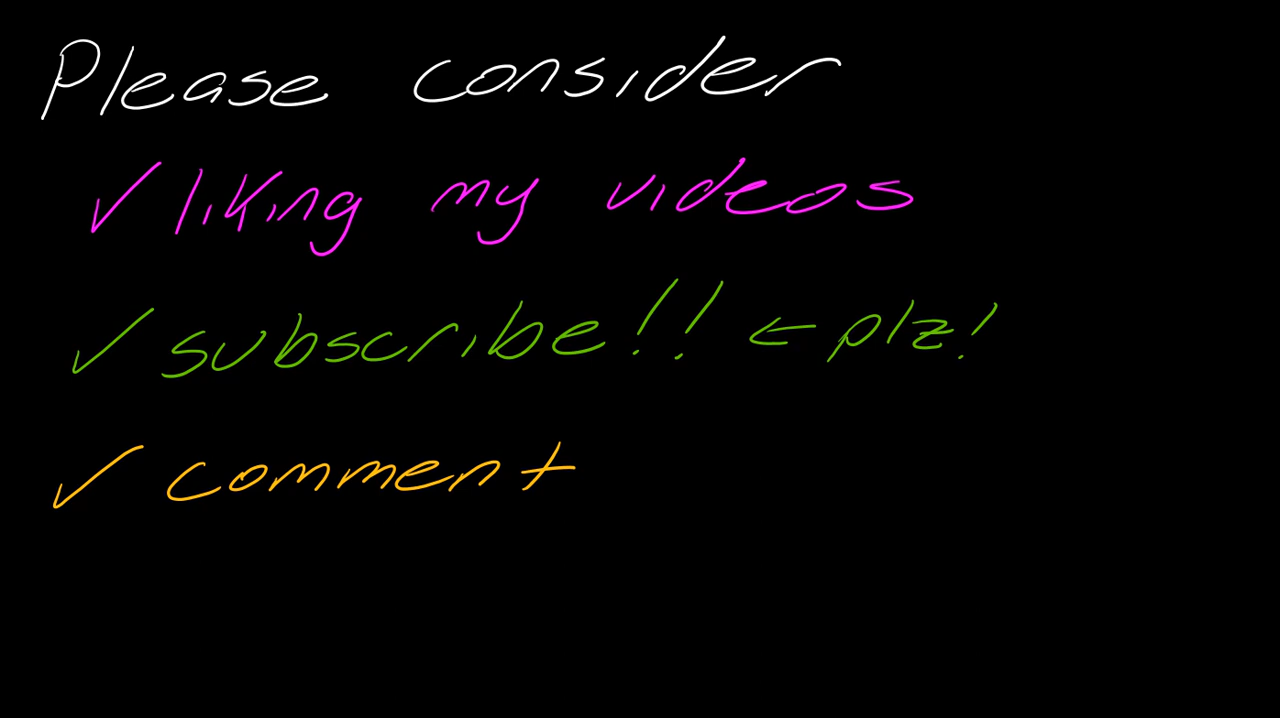 Please consider
✓ liking my videos
✓ subscribe!! ← plz!
✓ comment